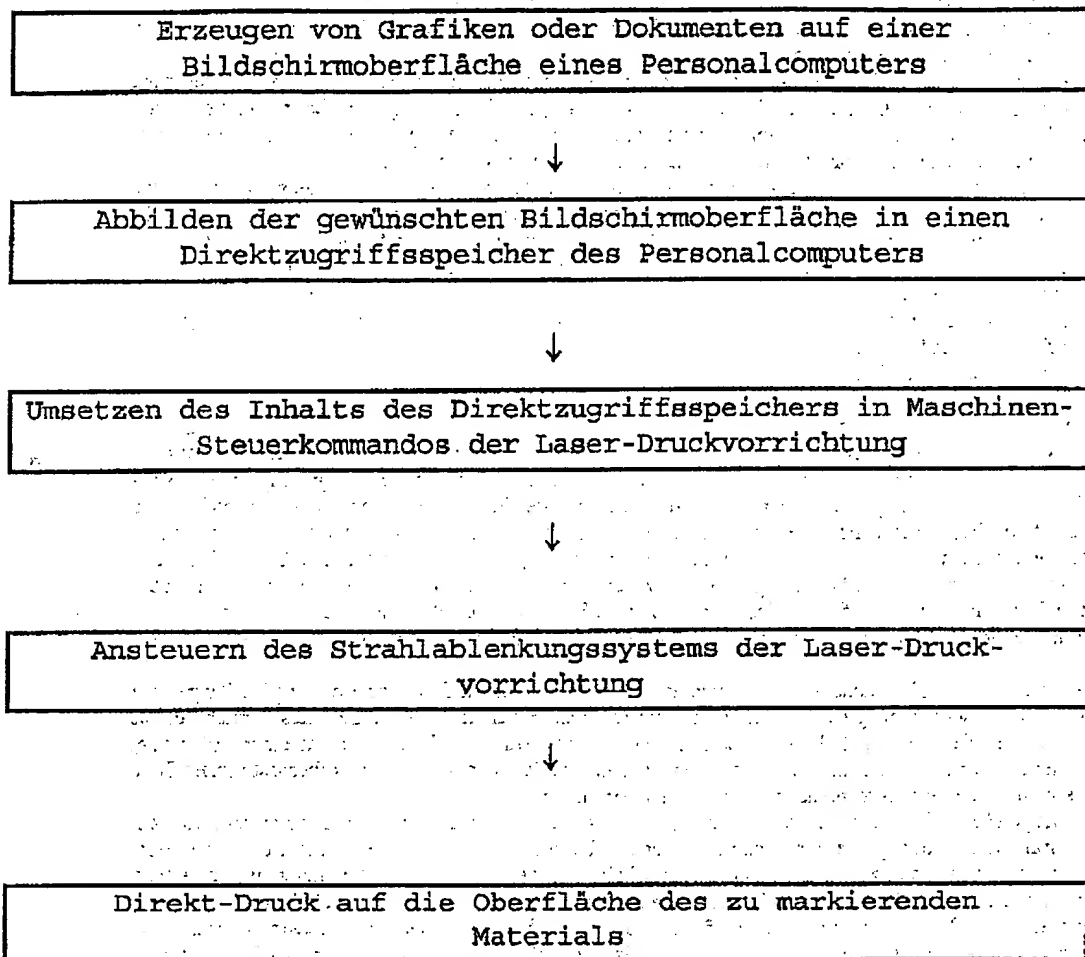 Erzeugen von Grafiken oder Dokumenten auf einer
Bildschirmoberfläche eines Personalcomputers
↓
Abbilden der gewünschten Bildschirmoberfläche in einen
Direktzugriffsspeicher des Personalcomputers
↓
Umsetzen des Inhalts des Direktzugriffsspeichers in Maschinen-
Steuerkommandos der Laser-Druckvorrichtung
↓
Ansteuern des Strahlablenkungssystems der Laser-Druck-
vorrichtung
↓
Direkt-Druck auf die Oberfläche des zu markierenden
Materials